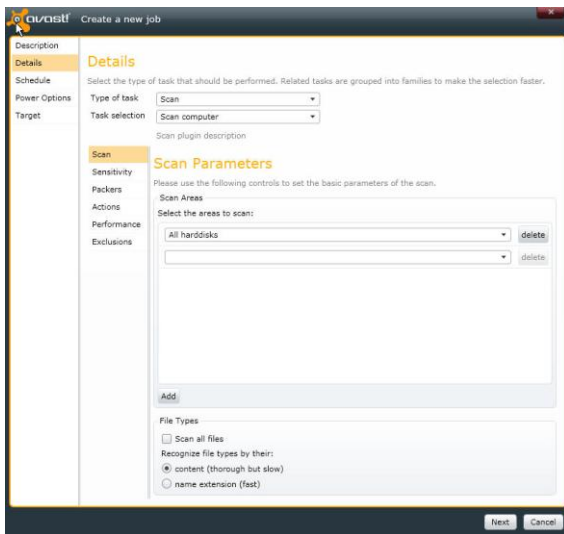 avast! Create a new job
Description
Details
Schedule
Power Options
Target
Details
Select the type of task that should be performed. Related tasks are grouped into families to make the selection faster.
Type of task Scan
Task selection Scan computer
Scan plugin description
Scan
Sensitivity
Packers
Actions
Performance
Exclusions
Scan Parameters
Please use the following controls to set the basic parameters of the scan.
Scan Areas
Select the areas to scan:
All harddisks delete
delete
Add
File Types
Scan all files
Recognize file types by their:
content (thorough but slow)
name extension (fast)
Next Cancel